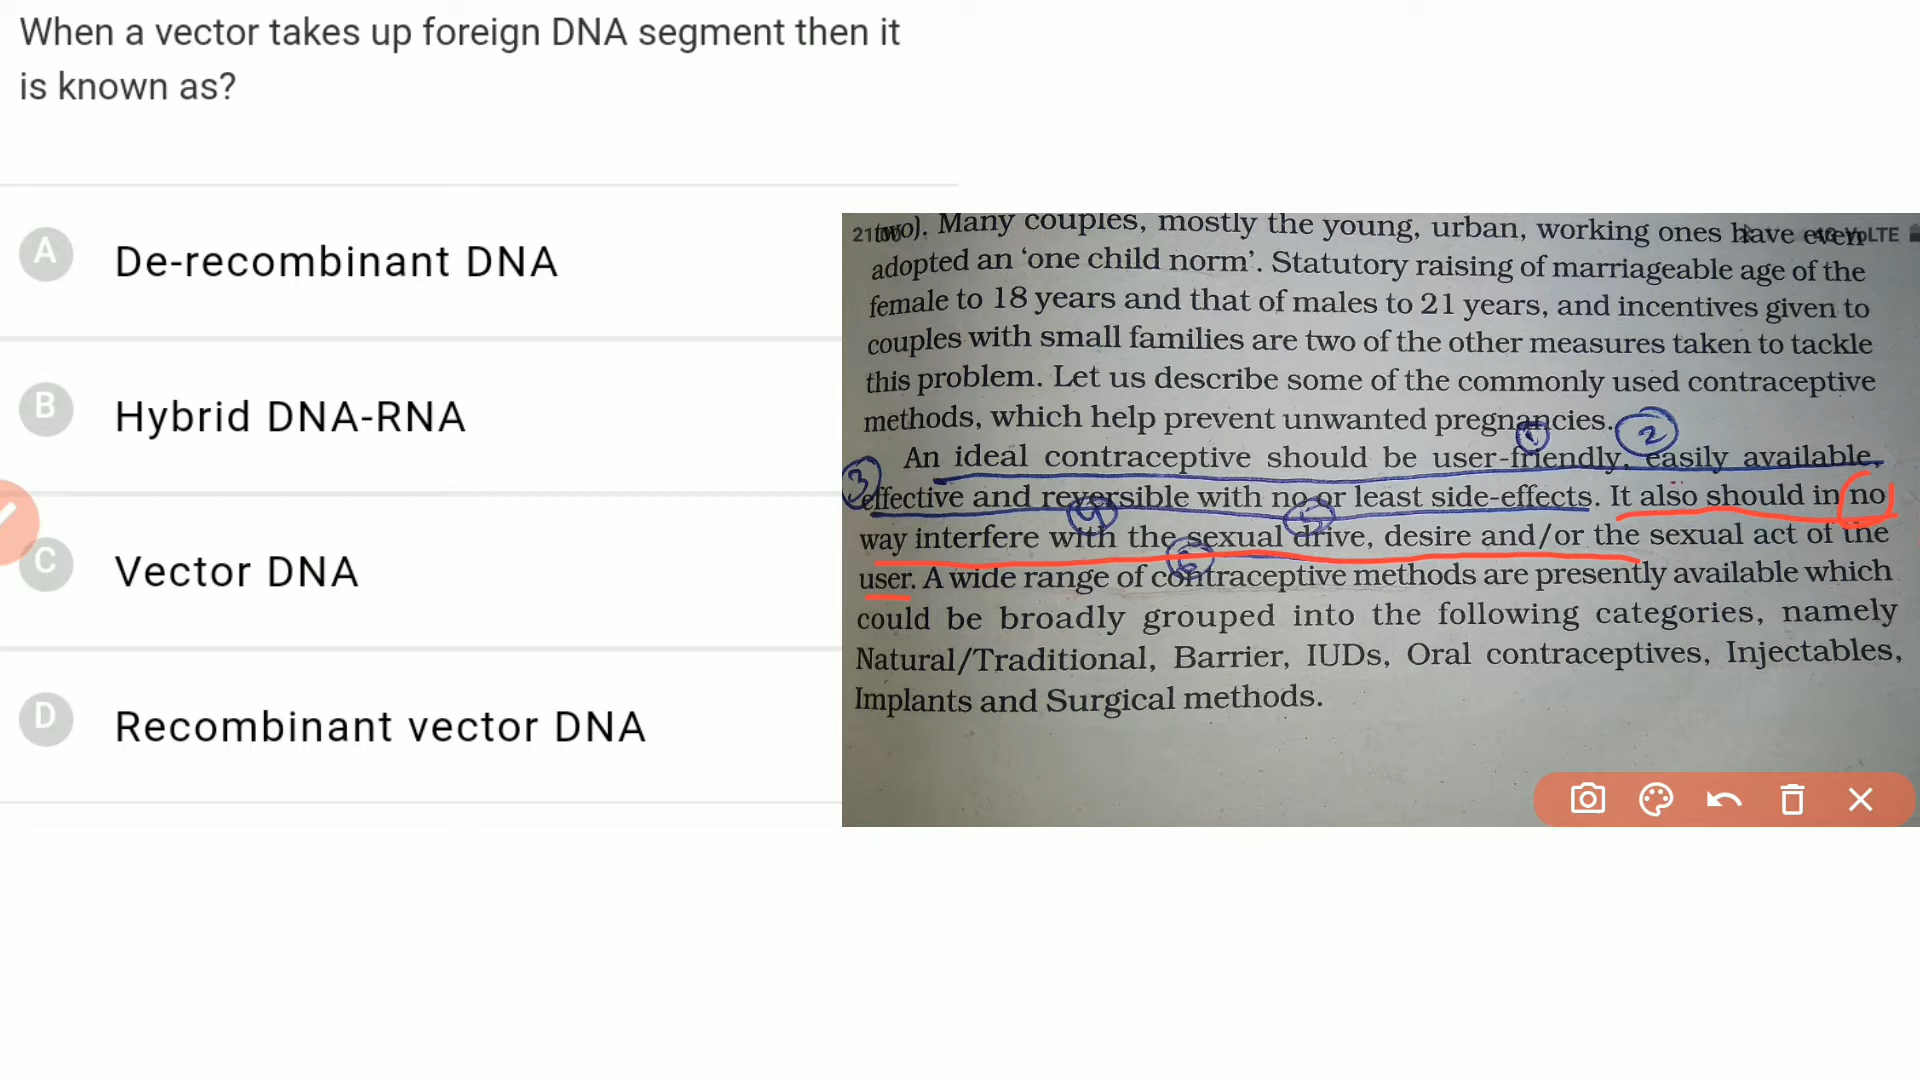 When a vector takes up foreign DNA segment then it
is known as?
A De-recombinant DNA
B Hybrid DNA-RNA
C Vector DNA
D Recombinant vector DNA
two). Many couples, mostly the young, urban, working ones have even
adopted an ‘one child norm’. Statutory raising of marriageable age of the
female to 18 years and that of males to 21 years, and incentives given to
couples with small families are two of the other measures taken to tackle
this problem. Let us describe some of the commonly used contraceptive
methods, which help prevent unwanted pregnancies.
1 2
An ideal contraceptive should be user-friendly, easily available,
3
effective and reversible with no or least side-effects. It also should in no
4 5
way interfere with the sexual drive, desire and/or the sexual act of the
6
user. A wide range of contraceptive methods are presently available which
could be broadly grouped into the following categories, namely
Natural/Traditional, Barrier, IUDs, Oral contraceptives, Injectables,
Implants and Surgical methods.